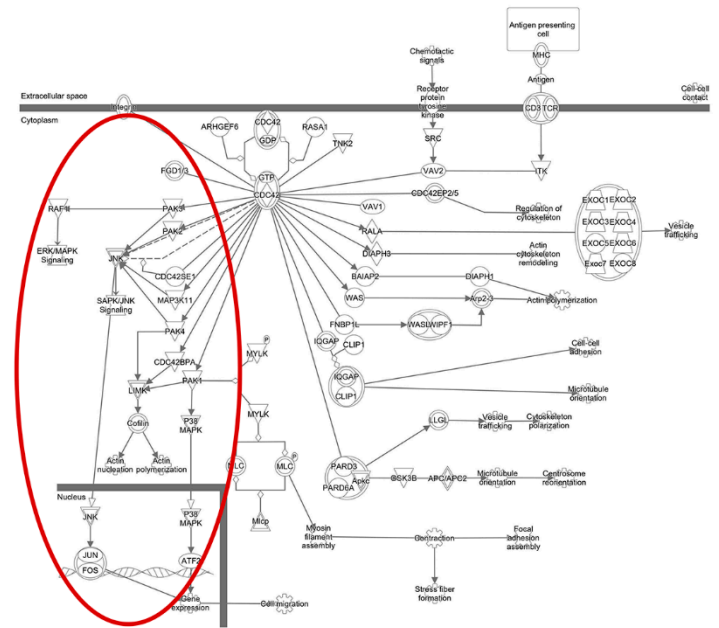 Antigen presenting
cell
MHC
Antigen
Chemotactic
signals
Receptor
protein
tyrosine
kinase
Cell-cell
contact
Extracellular space
Cytoplasm
Integrin
CD3
TCR
ARHGEF6
CDC42
GDP
RASA1
TNK2
SRC
VAV2
ITK
FGD1/3
GTP
CDC42
CDC42EP2/5
VAV1
Regulation of
cytoskeleton
EXOC1
EXOC2
EXOC3
EXOC4
EXOC5
EXOC6
Exoc7
EXOC8
Vesicle
trafficking
PAK3
PAK2
RALA
DIAPH3
Actin
cytoskeleton
remodeling
ERK/MAPK
Signaling
JNK
CDC42SE1
MAP3K11
SAPK/JNK
Signaling
BAIAP2
DIAPH1
WAS
Arp2-3
Actin polymerization
PAK4
FNBP1L
WASL
WIPF1
IQGAP
CLIP1
MYLK
P
CDC42BPA
LIMK
PAK1
IQGAP
CLIP1
Cell-cell
adhesion
Microtubule
orientation
Cofilin
P38
MAPK
MYLK
LLGL
Vesicle
trafficking
Cytoskeleton
polarization
Actin
nucleation
Actin
polymerization
MLC
MLC
P
PARD3
Apkc
PARD6A
GSK3B
APC/APC2
Microtubule
orientation
Centrosome
reorientation
Nucleus
JNK
P38
MAPK
Mlcp
Myosin
filament
assembly
Contraction
Focal
adhesion
assembly
JUN
FOS
ATF2
Gene
expression
Cell migration
Stress fiber
formation